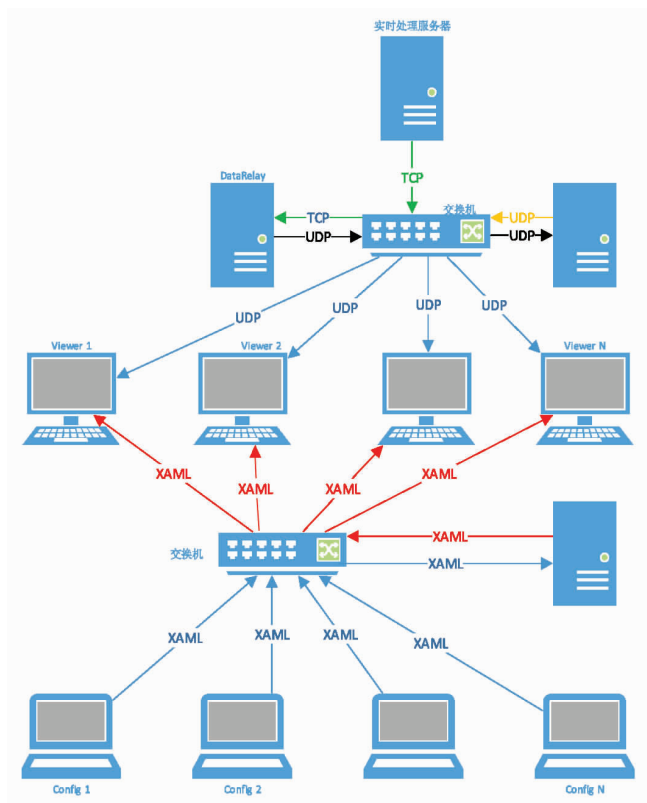 实时处理服务器
TCP
DataRelay
交换机
TCP
UDP
UDP
UDP
UDP
UDP
UDP
UDP
Viewer 1
Viewer 2
Viewer N
XAML
XAML
XAML
XAML
XAML
交换机
XAML
XAML
XAML
XAML
XAML
Config 1
Config 2
Config N